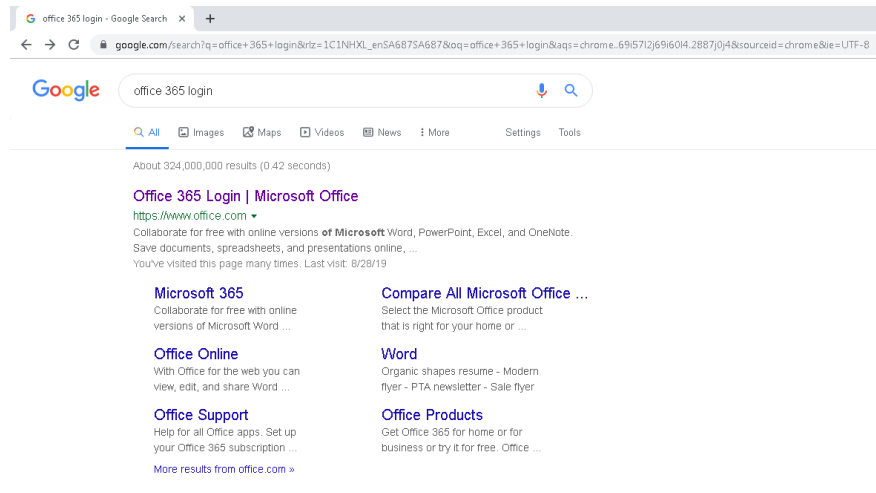 office 365 login - Google Search
google.com/search?q=office+365+login&rlz=1C1NHXL_enSA687SA687&oq=office+365+login&aqs=chrome..69i57l2j69i60l4.2887j0j4&sourceid=chrome&ie=UTF-8
Google
office 365 login
All Images Maps Videos News More Settings Tools
About 324,000,000 results (0.42 seconds)
Office 365 Login | Microsoft Office
https://www.office.com
Collaborate for free with online versions of Microsoft Word, PowerPoint, Excel, and OneNote.
Save documents, spreadsheets, and presentations online, ...
You've visited this page many times. Last visit: 8/28/19
Microsoft 365
Collaborate for free with online
versions of Microsoft Word ...
Compare All Microsoft Office ...
Select the Microsoft Office product
that is right for your home or ...
Office Online
With Office for the web you can
view, edit, and share Word ...
Word
Organic shapes resume - Modern
flyer - PTA newsletter - Sale flyer
Office Support
Help for all Office apps. Set up
your Office 365 subscription ...
Office Products
Get Office 365 for home or for
business or try it for free. Office ...
More results from office.com »